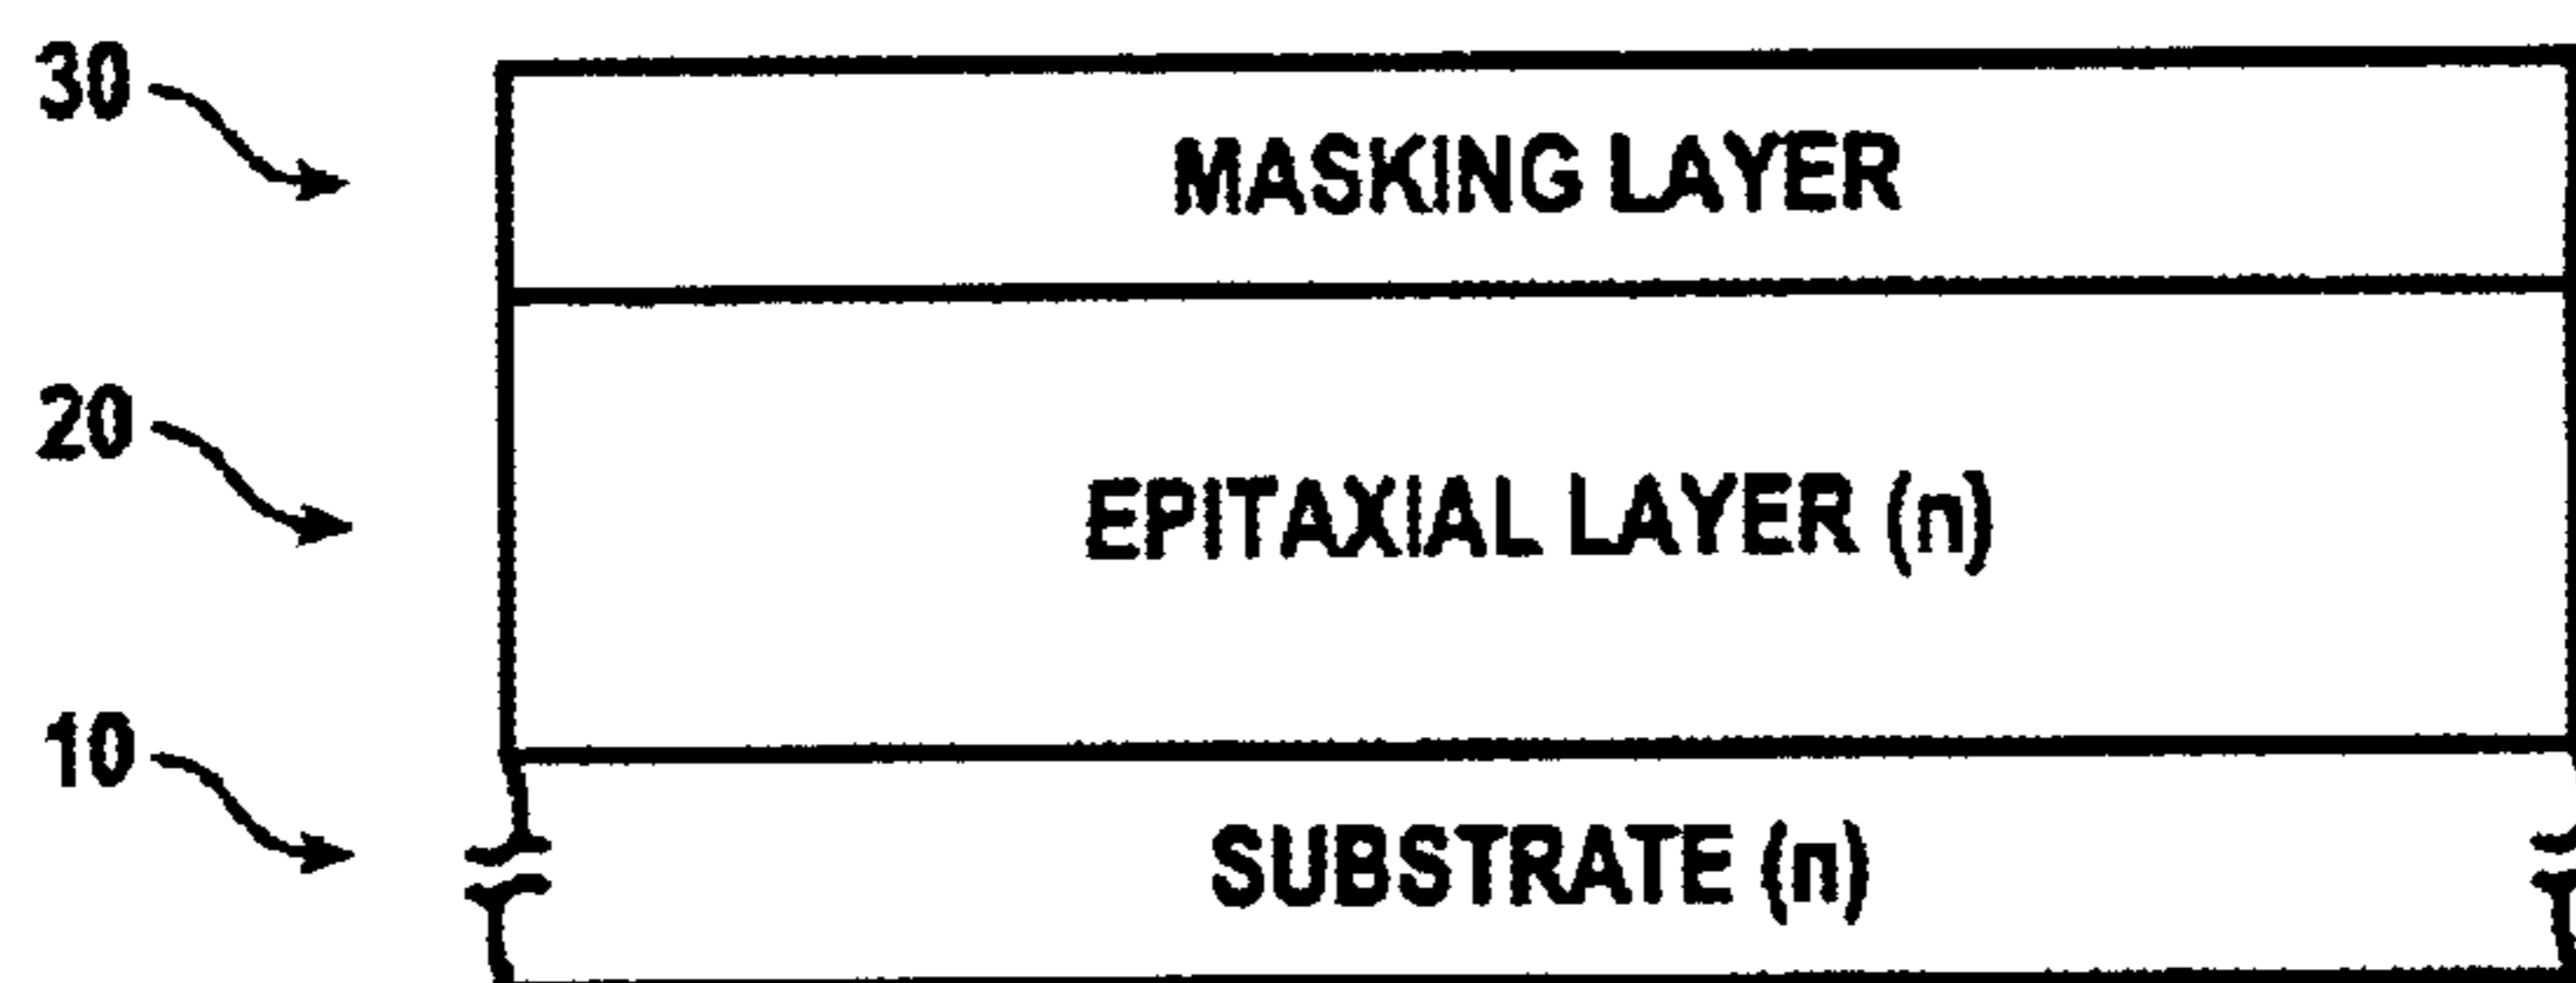 30
MASKING LAYER
20
EPITAXIAL LAYER (n)
10
SUBSTRATE (n)